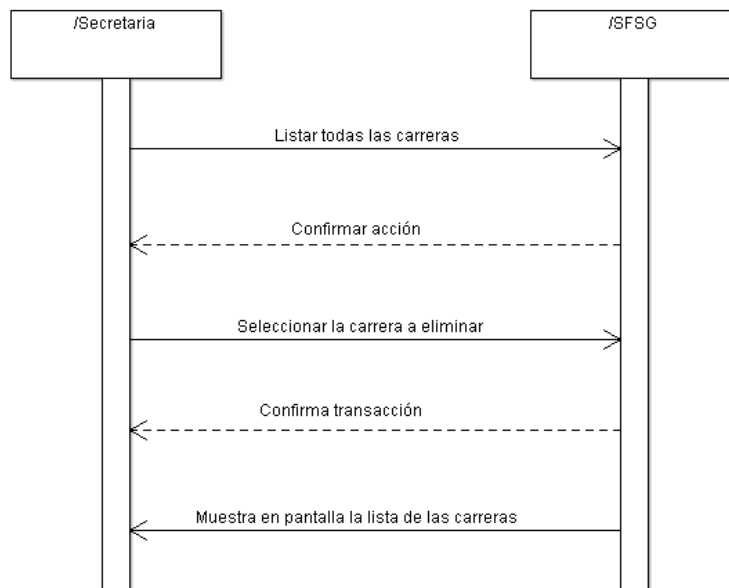 /Secretaria
/SFSG
Listar todas las carreras
Confirmar acción
Seleccionar la carrera a eliminar
Confirma transacción
Muestra en pantalla la lista de las carreras